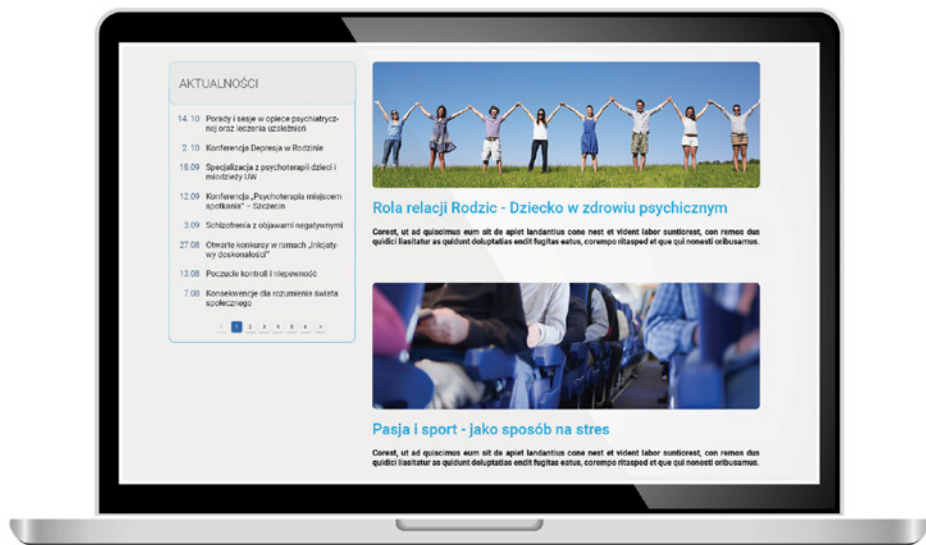 AKTUALNOŚCI
14. 10 Porady i sesje w opiece psychiatrycz-
nej oraz leczenia uzależnień
2. 10 Konferencja Depresja w Rodzinie
18.09 Specjalizacja z psychoterapii dzieci i
młodzieży UW
12.09 Konferencja „Psychoterapia miejscem
spotkania” – Szczecin
3.09 Schizofrenia z objawami negatywnymi
27.08 Otwarte konkursy w ramach „Inicjaty-
wy doskonałości”
13.08 Poczucie kontroli i niepewność
7.08 Konsekwencje dla rozumienia świata
społecznego
< 1 2 3 4 5 6 >
Rola relacji Rodzic - Dziecko w zdrowiu psychicznym
Corest, ut ad quiscimus eum sit de apiet landantius cone nest et vident labor suntiorest, con remos dus
quidici liasitatur as quidunt doluptatias endit fugitas eatus, corempo ritasped et que qui nonesti oribusamus.
Pasja i sport - jako sposób na stres
Corest, ut ad quiscimus eum sit de apiet landantius cone nest et vident labor suntiorest, con remos dus
quidici liasitatur as quidunt doluptatias endit fugitas eatus, corempo ritasped et que qui nonesti oribusamus.